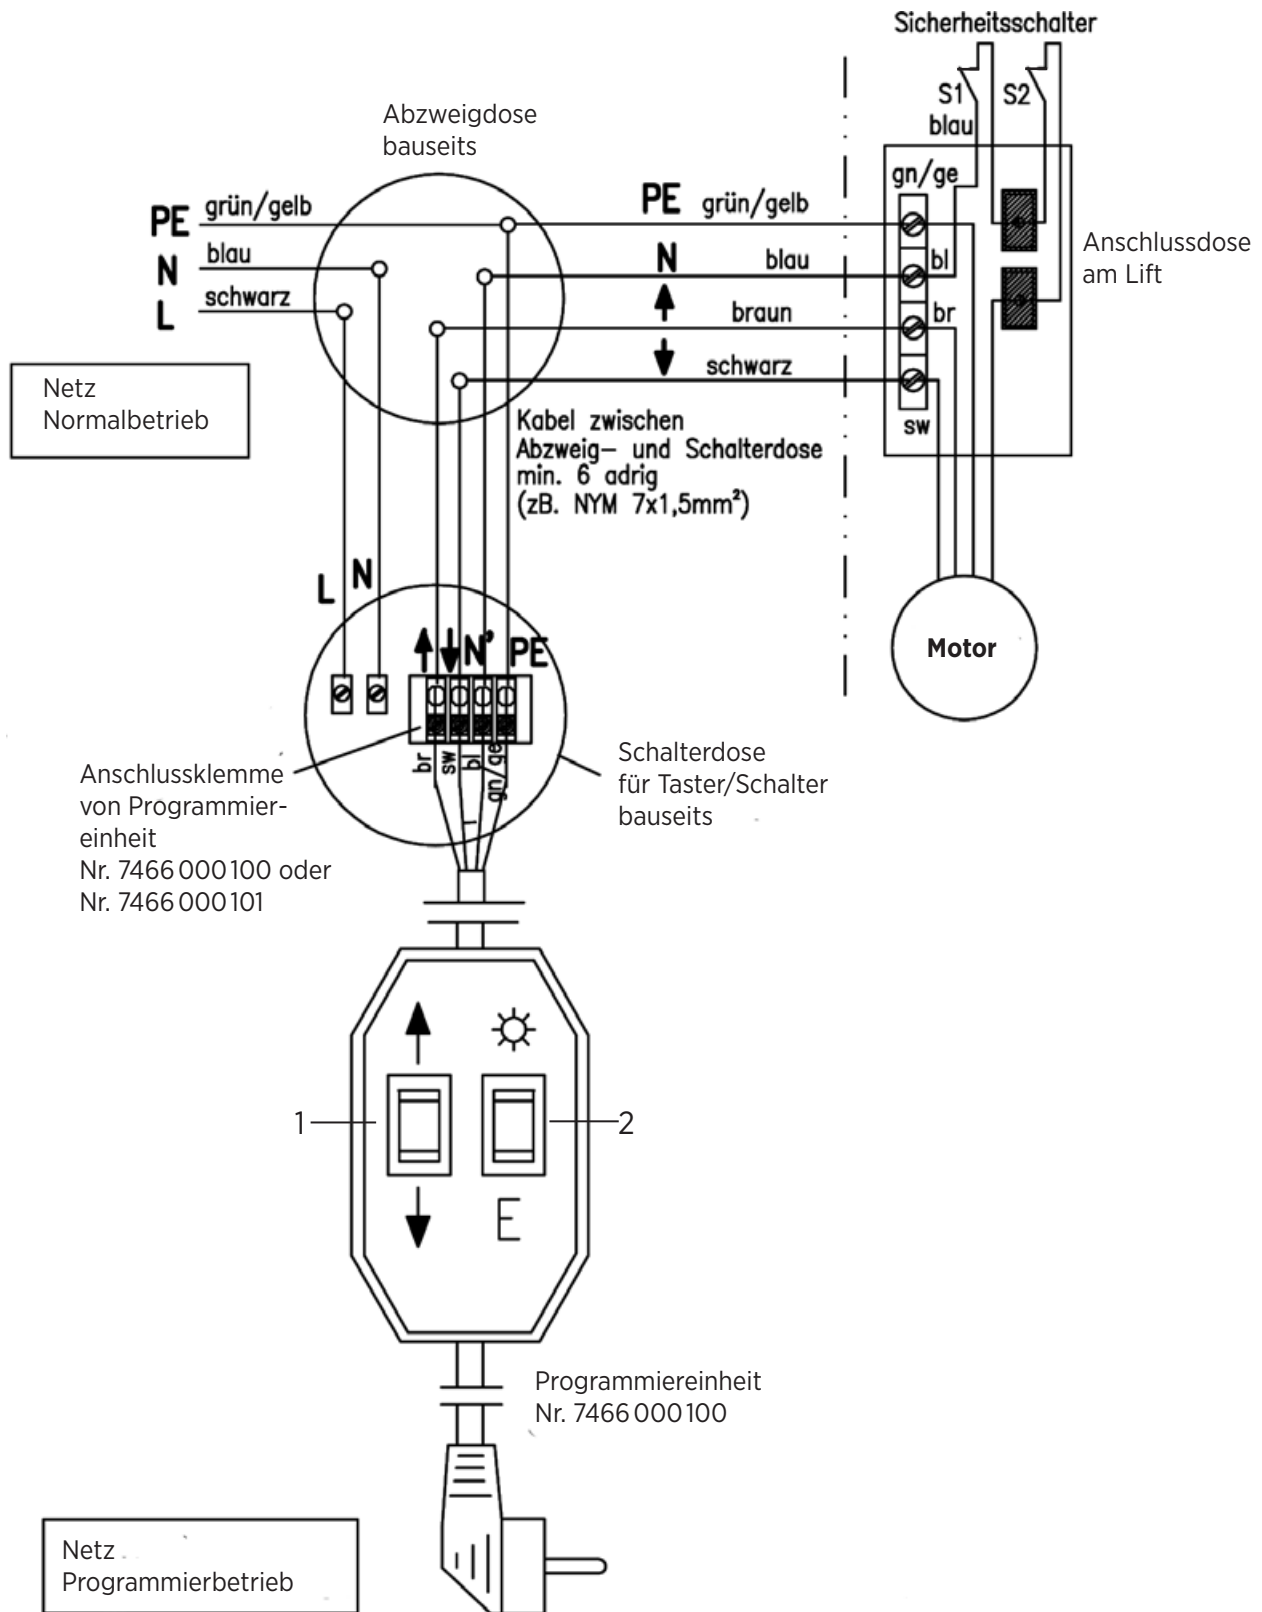 Sicherheitsschalter
S1
S2
blau
Abzweigdose
bauseits
gn/ge
PE
grün/gelb
PE
grün/gelb
N
blau
N
blau
bl
Anschlussdose
am Lift
L
schwarz
braun
br
schwarz
sw
Netz
Normalbetrieb
Kabel zwischen
Abzweig– und Schalterdose
min. 6 adrig
(zB. NYM 7x1,5mm²)
L
N
N'
PE
Motor
br
sw
bl
gn/ge
Schalterdose
für Taster/Schalter
bauseits
Anschlussklemme
von Programmier-
einheit
Nr. 7466 000 100 oder
Nr. 7466 000 101
1
2
E
Programmiereinheit
Nr. 7466 000 100
Netz
Programmierbetrieb